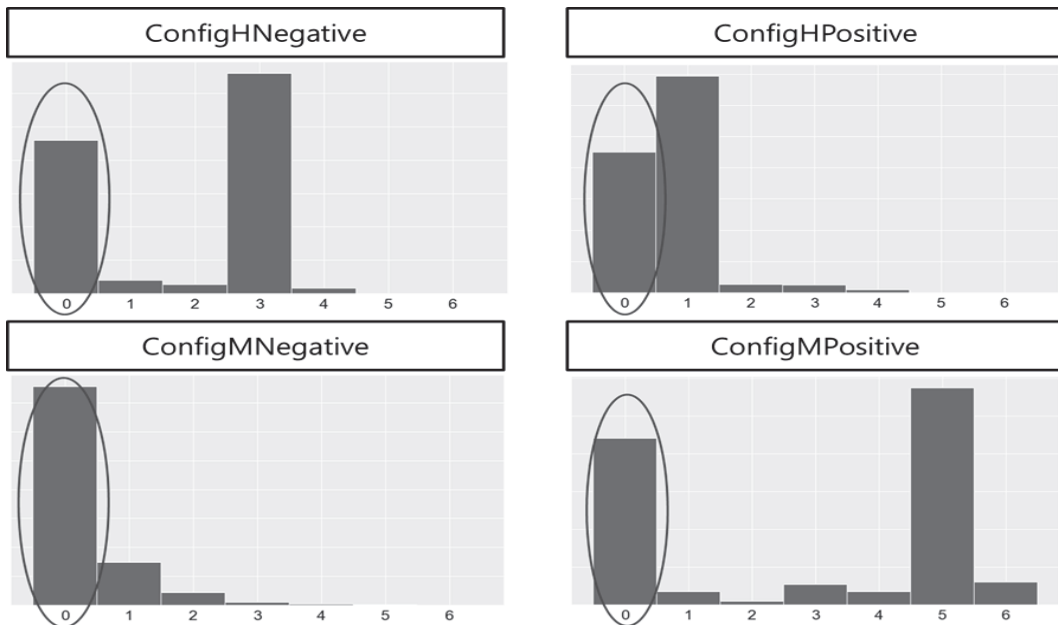 ConfigHNegative
0 1 2 3 4 5 6
ConfigHPositive
0 1 2 3 4 5 6
ConfigMNegative
0 1 2 3 4 5 6
ConfigMPositive
0 1 2 3 4 5 6